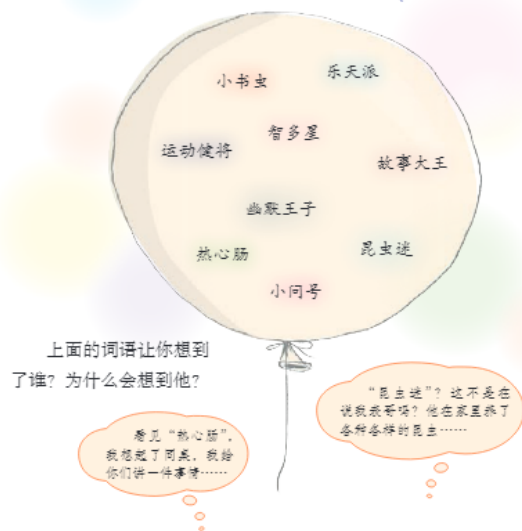 小书虫
乐天派
智多星
运动健将
故事大王
幽默王子
热心肠
昆虫迷
小问号
上面的词语让你想到
了谁？为什么会想到他？
看见“热心肠”，
我想起了同桌。我给
你们讲一件事情……
“昆虫迷”？这不是在
说我表哥吗？他在家里养了
各种各样的昆虫……